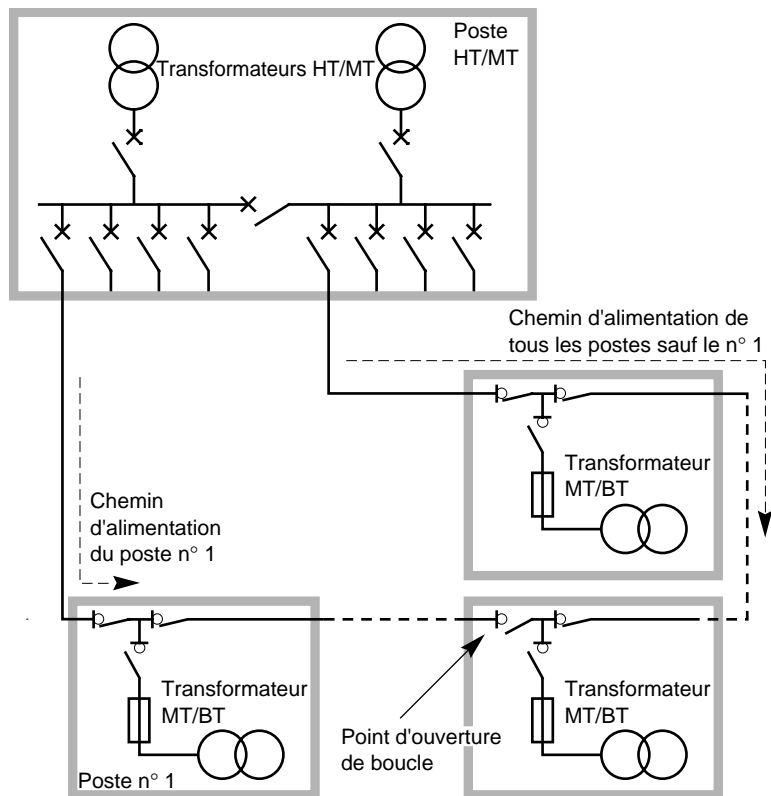 Poste
HT/MT
Transformateurs HT/MT
Chemin d'alimentation de
tous les postes sauf le n° 1
Transformateur
MT/BT
Chemin
d'alimentation
du poste n° 1
Transformateur
MT/BT
Poste n° 1
Point d'ouverture
de boucle
Transformateur
MT/BT